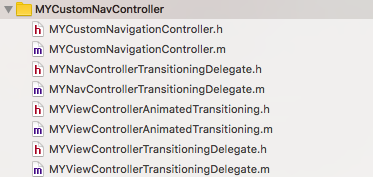 MYCustomNavController
h MYCustomNavigationController.h
m MYCustomNavigationController.m
h MYNavControllerTransitioningDelegate.h
m MYNavControllerTransitioningDelegate.m
h MYViewControllerAnimatedTransitioning.h
m MYViewControllerAnimatedTransitioning.m
h MYViewControllerTransitioningDelegate.h
m MYViewControllerTransitioningDelegate.m